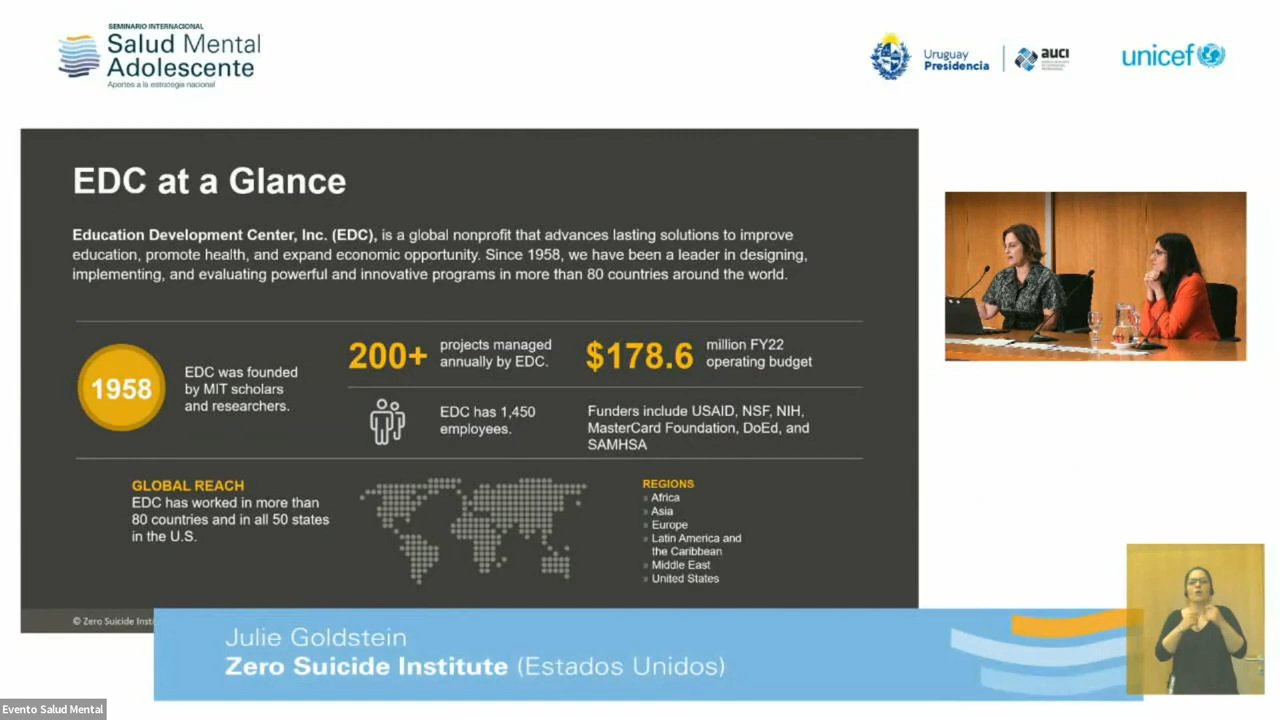 SEMINARIO INTERNACIONAL
Salud Mental
Adolescente
Aportes a la estrategia nacional
Uruguay
Presidencia
auci
unicef
EDC at a Glance
Education Development Center, Inc. (EDC), is a global nonprofit that advances lasting solutions to improve
education, promote health, and expand economic opportunity. Since 1958, we have been a leader in designing,
implementing, and evaluating powerful and innovative programs in more than 80 countries around the world.
1958
EDC was founded
by MIT scholars
and researchers.
200+
projects managed
annually by EDC.
$178.6
million FY22
operating budget
EDC has 1,450
employees.
Funders include USAID, NSF, NIH,
MasterCard Foundation, DoEd, and
SAMHSA
GLOBAL REACH
EDC has worked in more than
80 countries and in all 50 states
in the U.S.
REGIONS
» Africa
» Asia
» Europe
» Latin America and
the Caribbean
» Middle East
» United States
© Zero Suicide Insti
Julie Goldstein
Zero Suicide Institute (Estados Unidos)
Evento Salud Mental